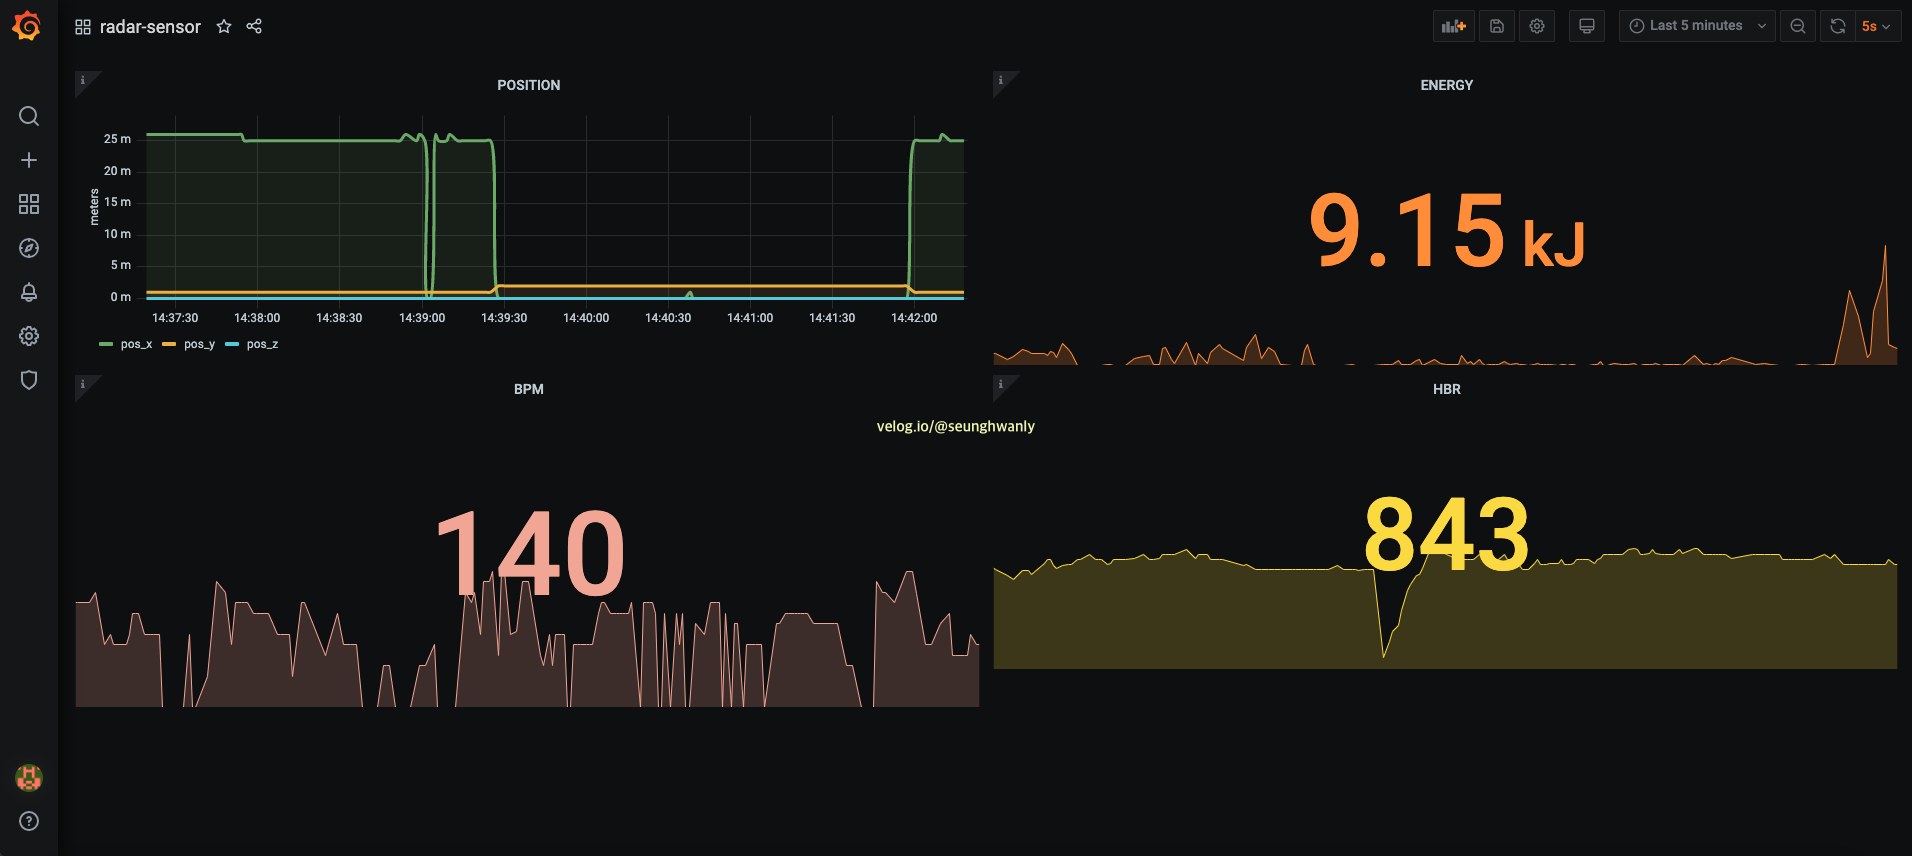 radar-sensor
Last 5 minutes
5s
POSITION
ENERGY
meters
25 m
20 m
15 m
10 m
5 m
0 m
14:37:30 14:38:00 14:38:30 14:39:00 14:39:30 14:40:00 14:40:30 14:41:00 14:41:30 14:42:00
pos_x pos_y pos_z
9.15 kJ
BPM
HBR
velog.io/@seunghwanly
140
843